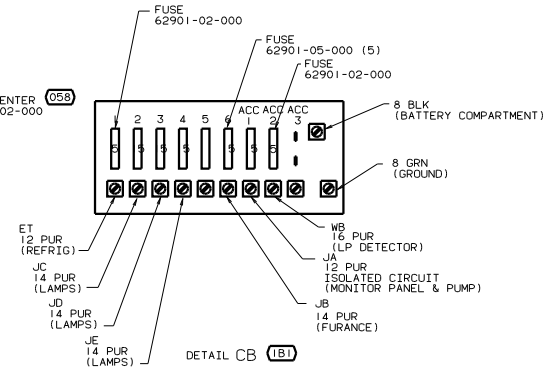 FUSE
62901-02-000
FUSE
62901-05-000 (5)
FUSE
62901-02-000
ENTER 058
02-000
ACC ACC ACC
1 2 3 4 5 6 1 2 3
5 5 5 5 5 5 5
8 BLK
(BATTERY COMPARTMENT)
8 GRN
(GROUND)
ET
12 PUR
(REFRIG)
JC
14 PUR
(LAMPS)
JD
14 PUR
(LAMPS)
JE
14 PUR
(LAMPS)
WB
16 PUR
(LP DETECTOR)
JA
12 PUR
ISOLATED CIRCUIT
(MONITOR PANEL & PUMP)
JB
14 PUR
(FURANCE)
DETAIL CB 1B1